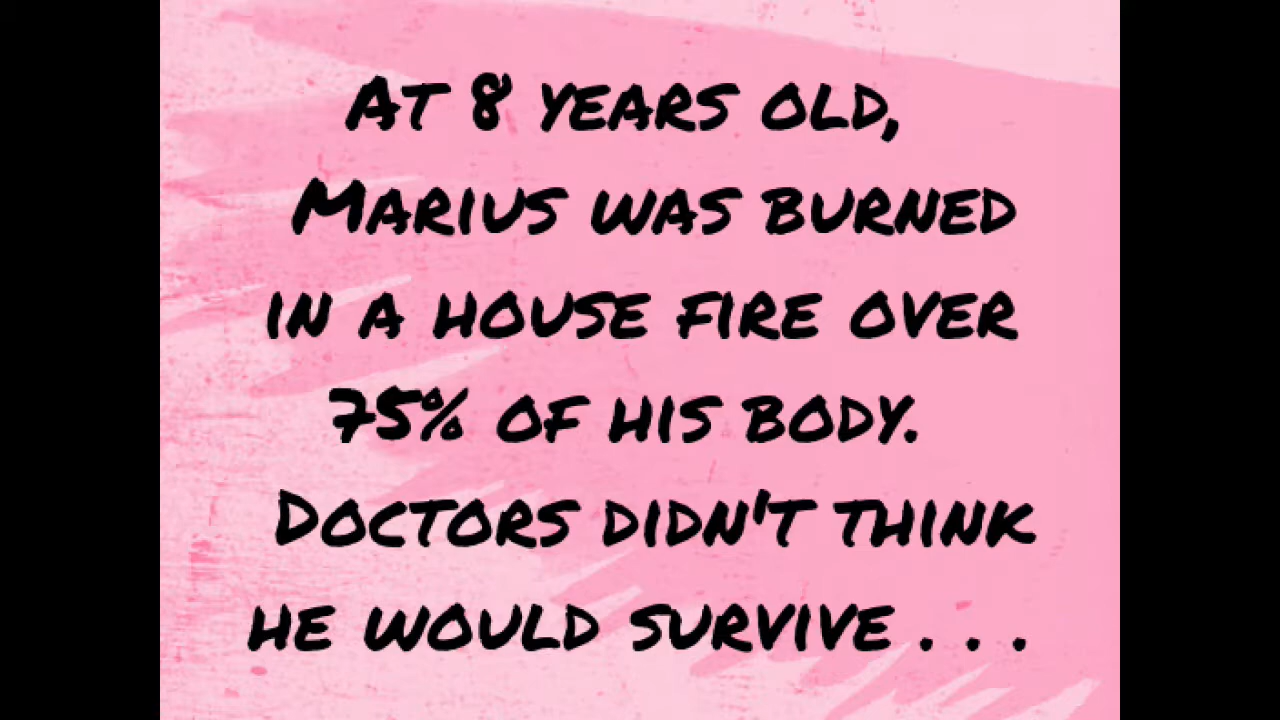 At 8 years old,
Marius was burned
in a house fire over
75% of his body.
Doctors didn't think
he would survive . . .